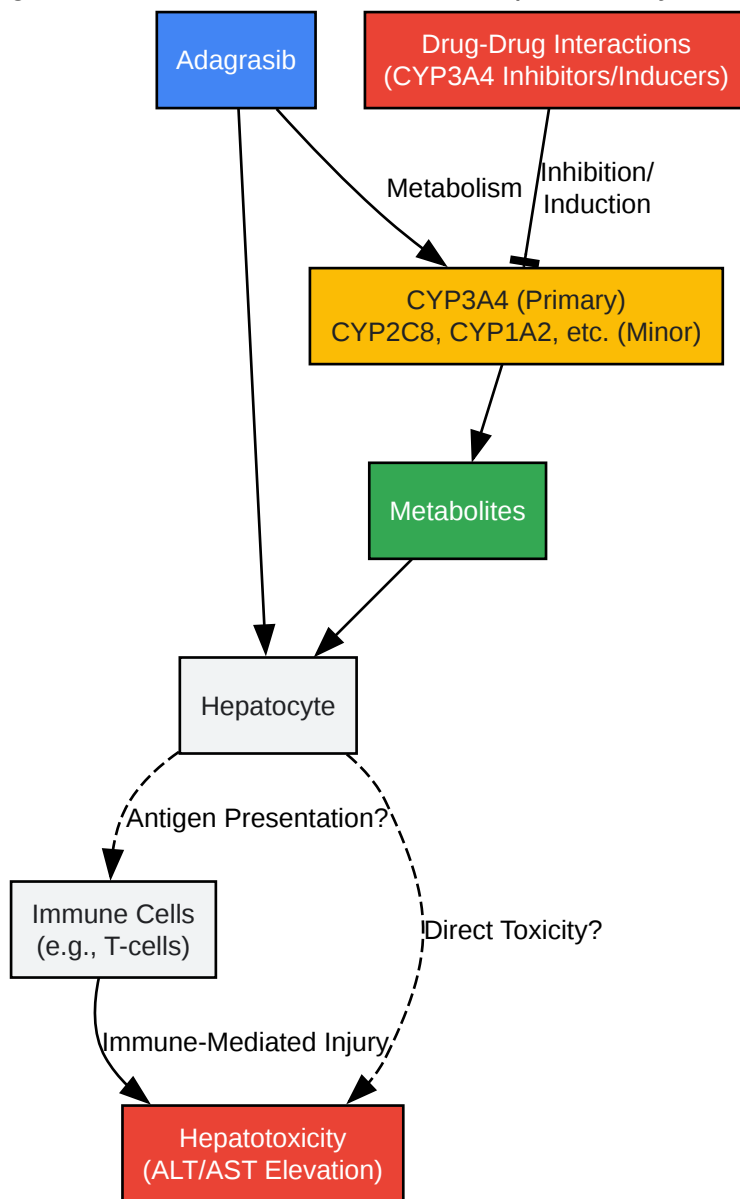 Adagrasib
Drug-Drug Interactions
(CYP3A4 Inhibitors/Inducers)
Metabolism
Inhibition/
Induction
CYP3A4 (Primary)
CYP2C8, CYP1A2, etc. (Minor)
Metabolites
Hepatocyte
Antigen Presentation?
Immune Cells
(e.g., T-cells)
Direct Toxicity?
Immune-Mediated Injury
Hepatotoxicity
(ALT/AST Elevation)